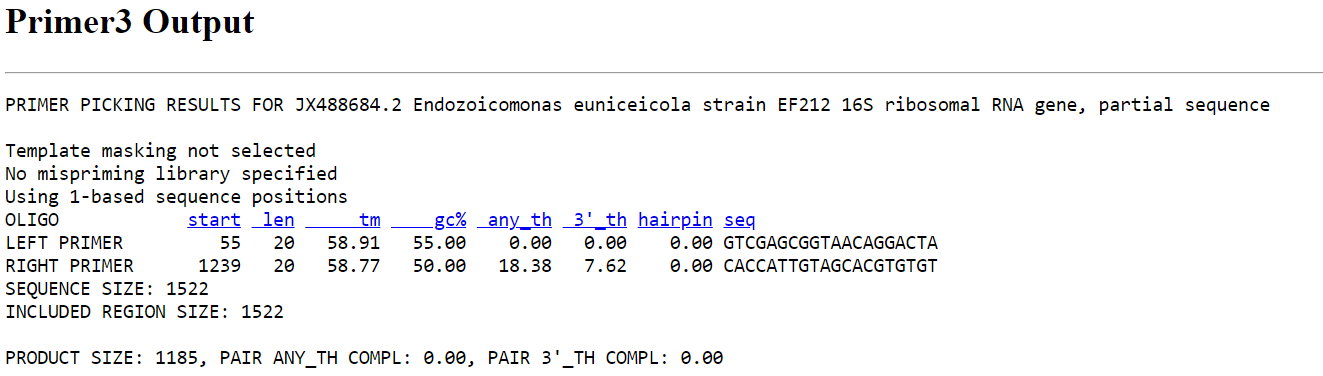 Primer3 Output
PRIMER PICKING RESULTS FOR JX488684.2 Endozoicomonas euniceicola strain EF212 16S ribosomal RNA gene, partial sequence
Template masking not selected
No mispriming library specified
Using 1-based sequence positions
OLIGO start len tm gc% any_th 3'_th hairpin seq
LEFT PRIMER 55 20 58.91 55.00 0.00 0.00 0.00 GTCGAGCGGTAACAGGACTA
RIGHT PRIMER 1239 20 58.77 50.00 18.38 7.62 0.00 CACCATTGTAGCACGTGTGT
SEQUENCE SIZE: 1522
INCLUDED REGION SIZE: 1522
PRODUCT SIZE: 1185, PAIR ANY_TH COMPL: 0.00, PAIR 3'_TH COMPL: 0.00